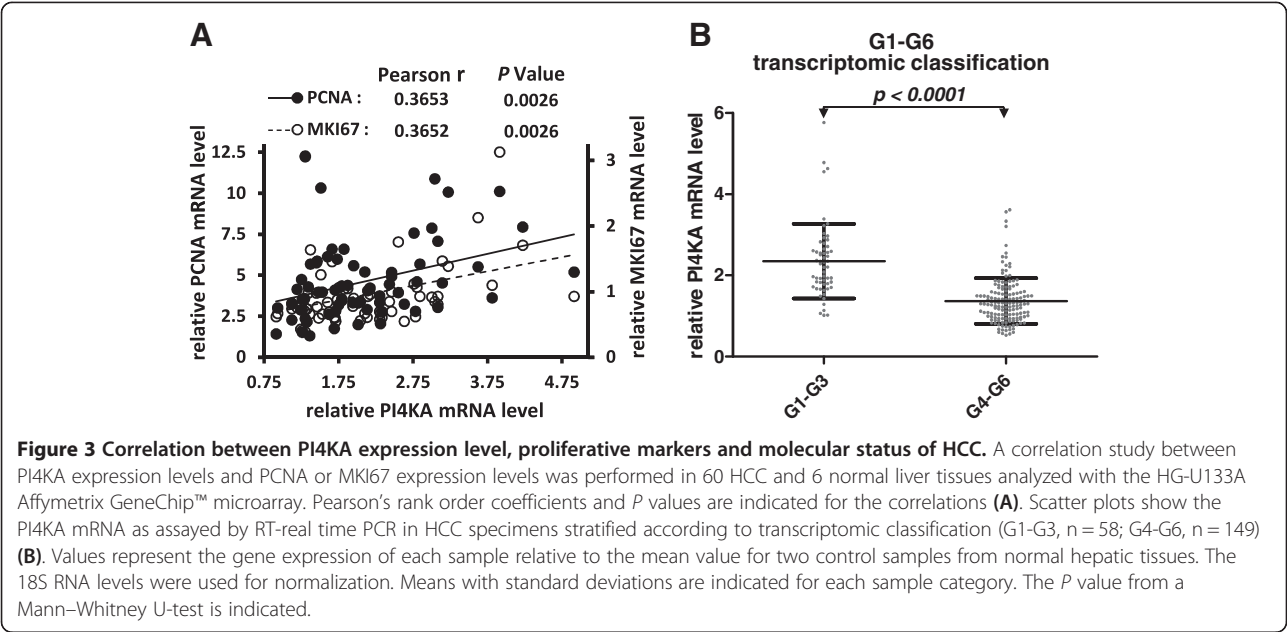 A
Pearson r P Value
PCNA : 0.3653 0.0026
MKI67 : 0.3652 0.0026
relative PCNA mRNA level
12.5
10
7.5
5
2.5
0
3
2
1
0
relative MKI67 mRNA level
0.75 1.75 2.75 3.75 4.75
relative PI4KA mRNA level
B
G1-G6
transcriptomic classification
p < 0.0001
relative PI4KA mRNA level
6
4
2
0
G1-G3
G4-G6
Figure 3 Correlation between PI4KA expression level, proliferative markers and molecular status of HCC. A correlation study between
PI4KA expression levels and PCNA or MKI67 expression levels was performed in 60 HCC and 6 normal liver tissues analyzed with the HG-U133A
Affymetrix GeneChip™ microarray. Pearson's rank order coefficients and P values are indicated for the correlations (A). Scatter plots show the
PI4KA mRNA as assayed by RT-real time PCR in HCC specimens stratified according to transcriptomic classification (G1-G3, n = 58; G4-G6, n = 149)
(B). Values represent the gene expression of each sample relative to the mean value for two control samples from normal hepatic tissues. The
18S RNA levels were used for normalization. Means with standard deviations are indicated for each sample category. The P value from a
Mann–Whitney U-test is indicated.